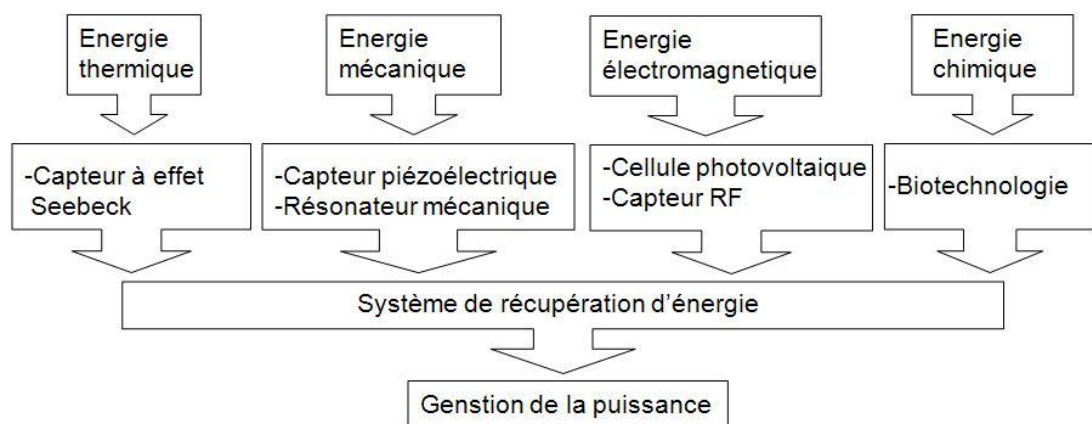 Energie
thermique
Energie
mécanique
Energie
électromagnetique
Energie
chimique
-Capteur à effet
Seebeck
-Capteur piézoélectrique
-Résonateur mécanique
-Cellule photovoltaique
-Capteur RF
-Biotechnologie
Système de récupération d'énergie
Genstion de la puissance